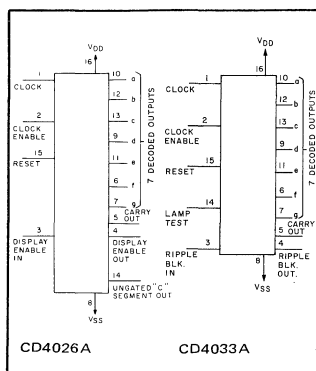 VDD
16
1
CLOCK
2
CLOCK
ENABLE
15
RESET
3
DISPLAY
ENABLE
IN
10 a
12 b
13 c
9 d
11 e
6 f
7 g
7 DECODED OUTPUTS
5 CARRY
OUT
4
DISPLAY
ENABLE
OUT
14
UNGATED "C"
SEGMENT OUT
8
VSS
CD4026A
VDD
16
1
CLOCK
2
CLOCK
ENABLE
15
RESET
14
LAMP
TEST
3
RIPPLE
BLK.
IN
10 a
12 b
13 c
9 d
11 e
6 f
7 g
7 DECODED OUTPUTS
CARRY
5 OUT
4
RIPPLE
BLK.
OUT.
8
VSS
CD4033A